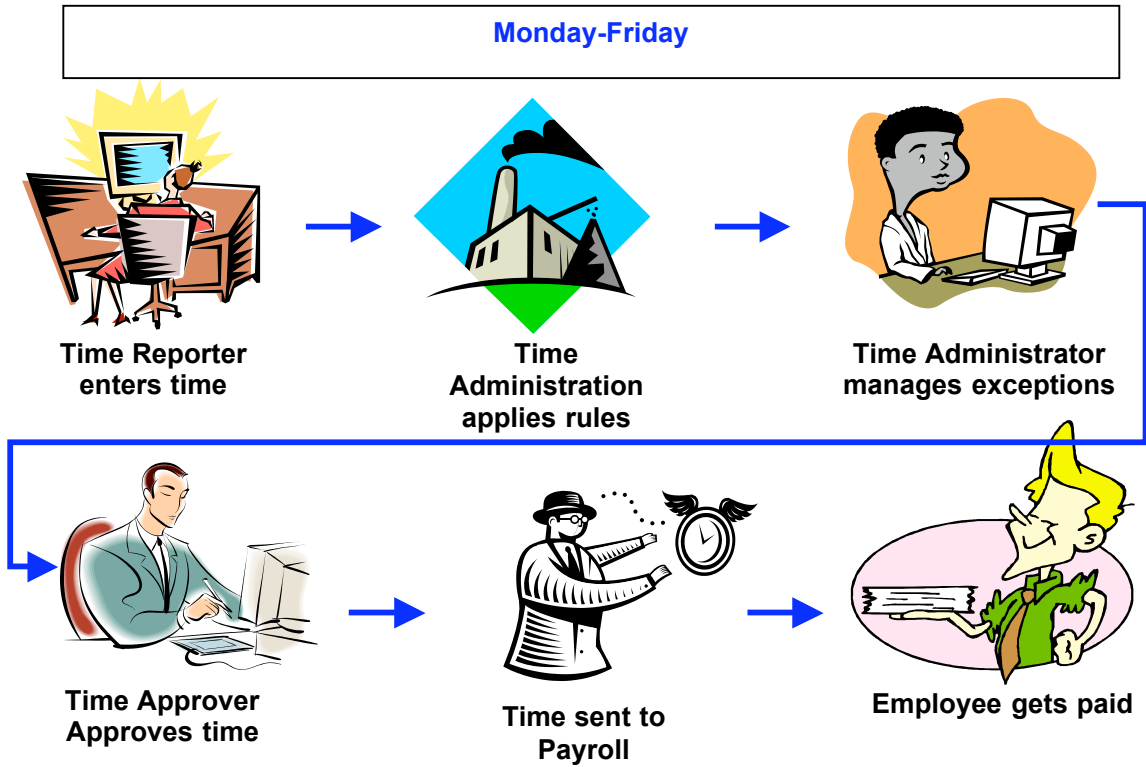 Monday-Friday
Time Reporter
enters time
Time
Administration
applies rules
Time Administrator
manages exceptions
Time Approver
Approves time
Time sent to
Payroll
Employee gets paid